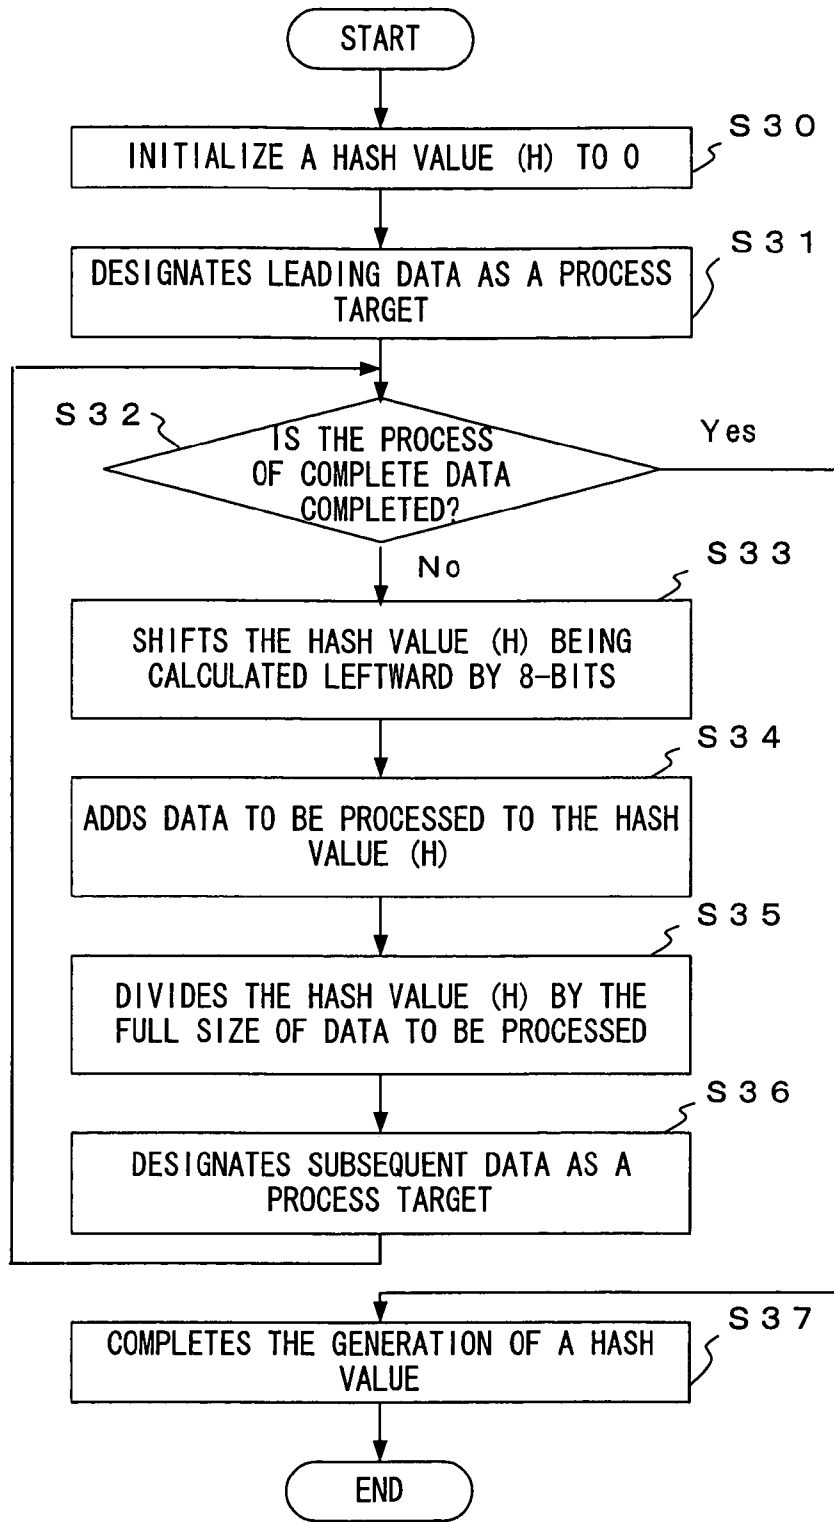 START
S30
INITIALIZE A HASH VALUE (H) TO 0
S31
DESIGNATES LEADING DATA AS A PROCESS
TARGET
S32
IS THE PROCESS
OF COMPLETE DATA
COMPLETED?
Yes
No
S33
SHIFTS THE HASH VALUE (H) BEING
CALCULATED LEFTWARD BY 8-BITS
S34
ADDS DATA TO BE PROCESSED TO THE HASH
VALUE (H)
S35
DIVIDES THE HASH VALUE (H) BY THE
FULL SIZE OF DATA TO BE PROCESSED
S36
DESIGNATES SUBSEQUENT DATA AS A
PROCESS TARGET
S37
COMPLETES THE GENERATION OF A HASH
VALUE
END